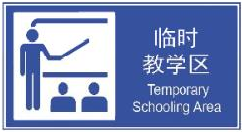 临时
教学区
Temporary
Schooling Area